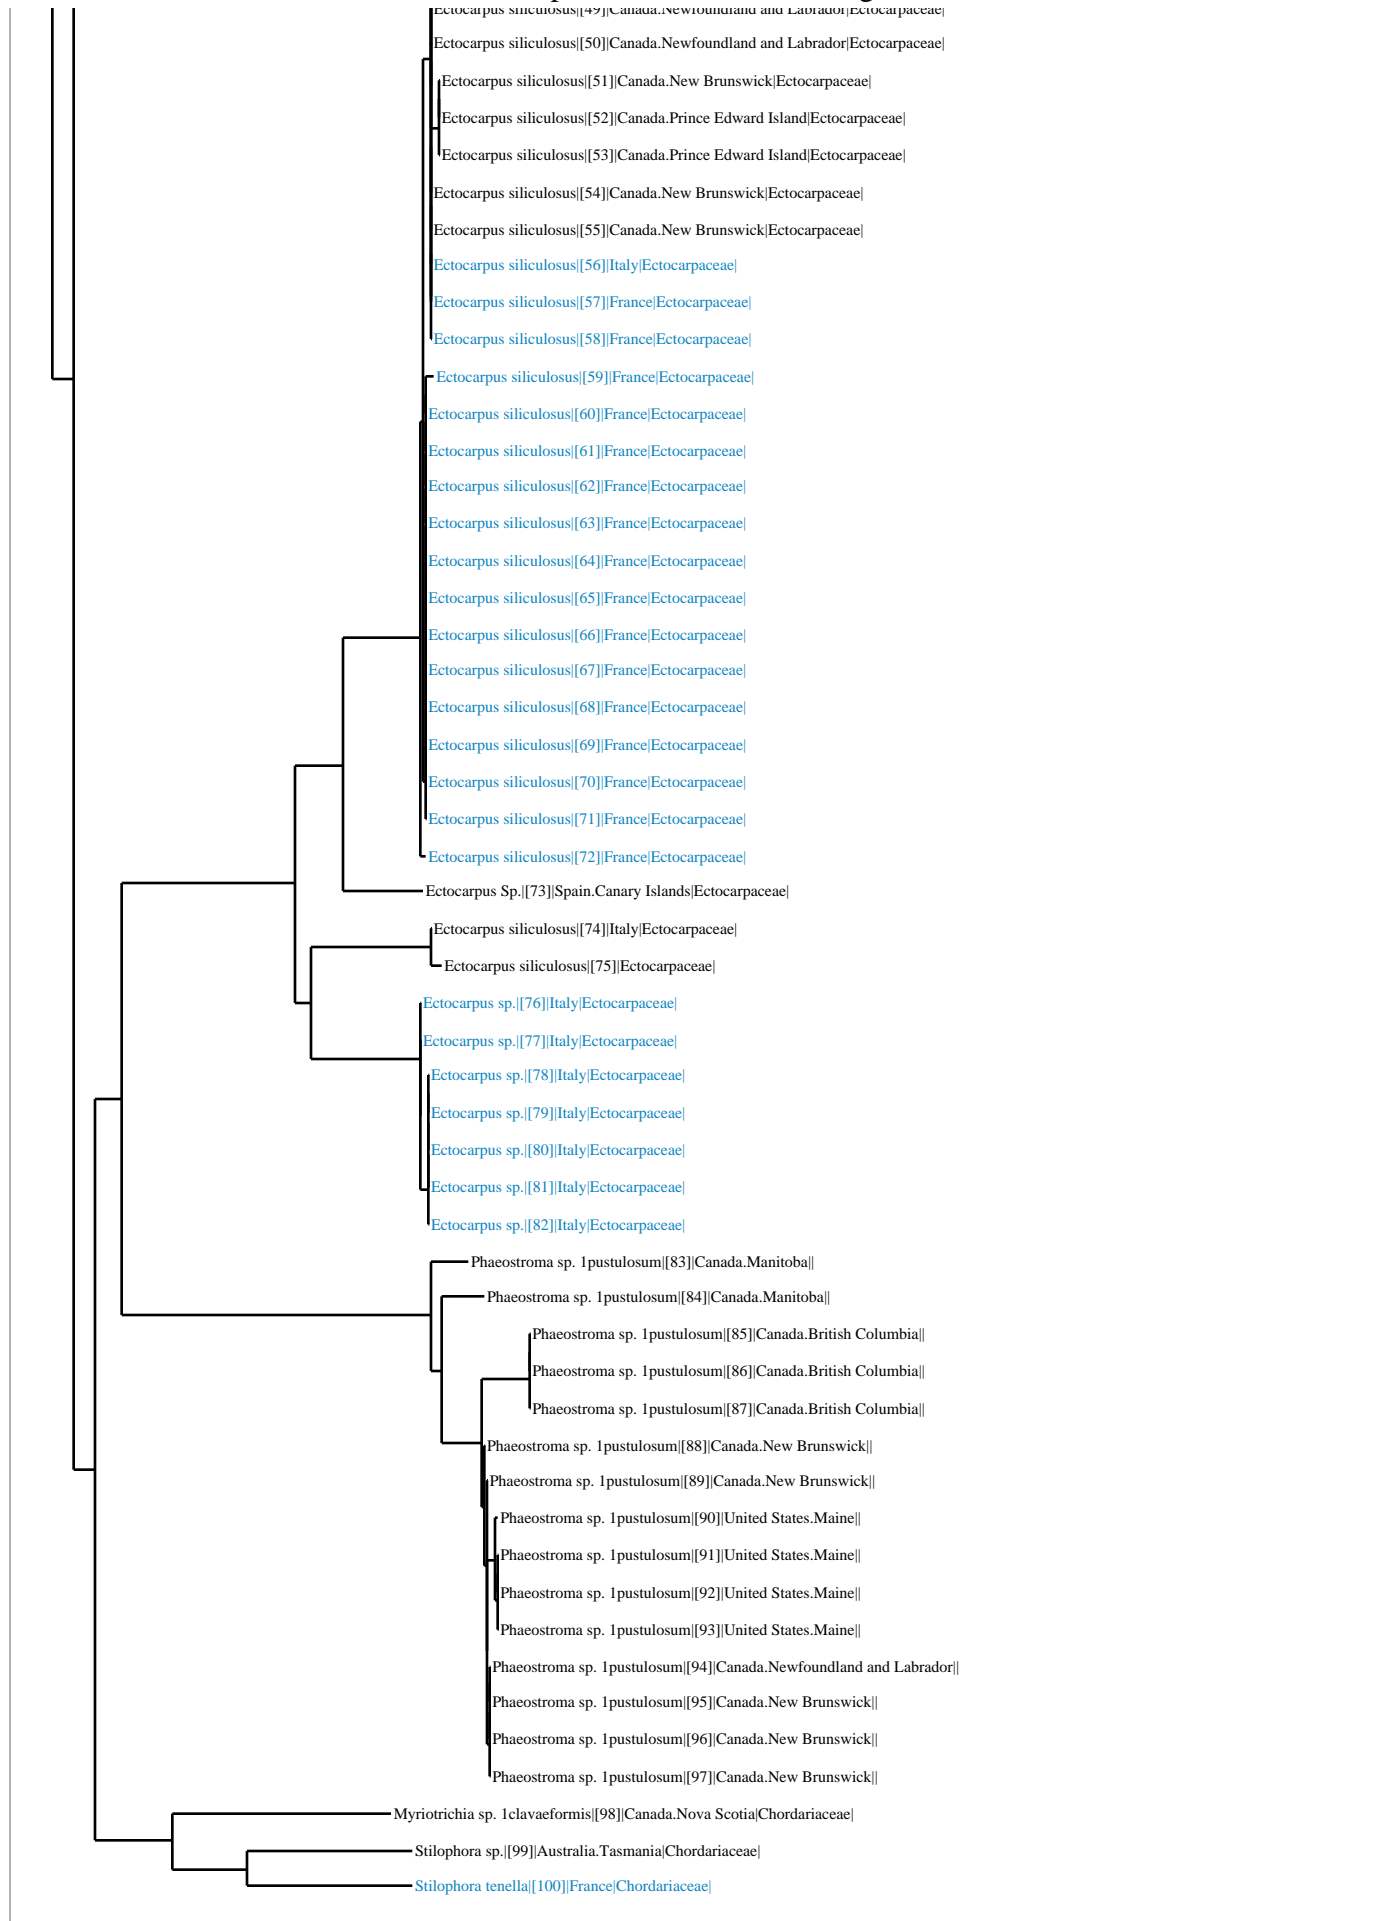 Ectocarpus siliculosus|[49]|Canada.Newfoundland and Labrador|Ectocarpaceae|
Ectocarpus siliculosus|[50]|Canada.Newfoundland and Labrador|Ectocarpaceae|
Ectocarpus siliculosus|[51]|Canada.New Brunswick|Ectocarpaceae|
Ectocarpus siliculosus|[52]|Canada.Prince Edward Island|Ectocarpaceae|
Ectocarpus siliculosus|[53]|Canada.Prince Edward Island|Ectocarpaceae|
Ectocarpus siliculosus|[54]|Canada.New Brunswick|Ectocarpaceae|
Ectocarpus siliculosus|[55]|Canada.New Brunswick|Ectocarpaceae|
Ectocarpus siliculosus|[56]|Italy|Ectocarpaceae|
Ectocarpus siliculosus|[57]|France|Ectocarpaceae|
Ectocarpus siliculosus|[58]|France|Ectocarpaceae|
Ectocarpus siliculosus|[59]|France|Ectocarpaceae|
Ectocarpus siliculosus|[60]|France|Ectocarpaceae|
Ectocarpus siliculosus|[61]|France|Ectocarpaceae|
Ectocarpus siliculosus|[62]|France|Ectocarpaceae|
Ectocarpus siliculosus|[63]|France|Ectocarpaceae|
Ectocarpus siliculosus|[64]|France|Ectocarpaceae|
Ectocarpus siliculosus|[65]|France|Ectocarpaceae|
Ectocarpus siliculosus|[66]|France|Ectocarpaceae|
Ectocarpus siliculosus|[67]|France|Ectocarpaceae|
Ectocarpus siliculosus|[68]|France|Ectocarpaceae|
Ectocarpus siliculosus|[69]|France|Ectocarpaceae|
Ectocarpus siliculosus|[70]|France|Ectocarpaceae|
Ectocarpus siliculosus|[71]|France|Ectocarpaceae|
Ectocarpus siliculosus|[72]|France|Ectocarpaceae|
Ectocarpus Sp.|[73]|Spain.Canary Islands|Ectocarpaceae|
Ectocarpus siliculosus|[74]|Italy|Ectocarpaceae|
Ectocarpus siliculosus|[75]|Ectocarpaceae|
Ectocarpus sp.|[76]|Italy|Ectocarpaceae|
Ectocarpus sp.|[77]|Italy|Ectocarpaceae|
Ectocarpus sp.|[78]|Italy|Ectocarpaceae|
Ectocarpus sp.|[79]|Italy|Ectocarpaceae|
Ectocarpus sp.|[80]|Italy|Ectocarpaceae|
Ectocarpus sp.|[81]|Italy|Ectocarpaceae|
Ectocarpus sp.|[82]|Italy|Ectocarpaceae|
Phaeostroma sp. 1pustulosum|[83]|Canada.Manitoba||
Phaeostroma sp. 1pustulosum|[84]|Canada.Manitoba||
Phaeostroma sp. 1pustulosum|[85]|Canada.British Columbia||
Phaeostroma sp. 1pustulosum|[86]|Canada.British Columbia||
Phaeostroma sp. 1pustulosum|[87]|Canada.British Columbia||
Phaeostroma sp. 1pustulosum|[88]|Canada.New Brunswick||
Phaeostroma sp. 1pustulosum|[89]|Canada.New Brunswick||
Phaeostroma sp. 1pustulosum|[90]|United States.Maine||
Phaeostroma sp. 1pustulosum|[91]|United States.Maine||
Phaeostroma sp. 1pustulosum|[92]|United States.Maine||
Phaeostroma sp. 1pustulosum|[93]|United States.Maine||
Phaeostroma sp. 1pustulosum|[94]|Canada.Newfoundland and Labrador||
Phaeostroma sp. 1pustulosum|[95]|Canada.New Brunswick||
Phaeostroma sp. 1pustulosum|[96]|Canada.New Brunswick||
Phaeostroma sp. 1pustulosum|[97]|Canada.New Brunswick||
Myriotrichia sp. 1clavaeformis|[98]|Canada.Nova Scotia|Chordariaceae|
Stilophora sp.|[99]|Australia.Tasmania|Chordariaceae|
Stilophora tenella|[100]|France|Chordariaceae|